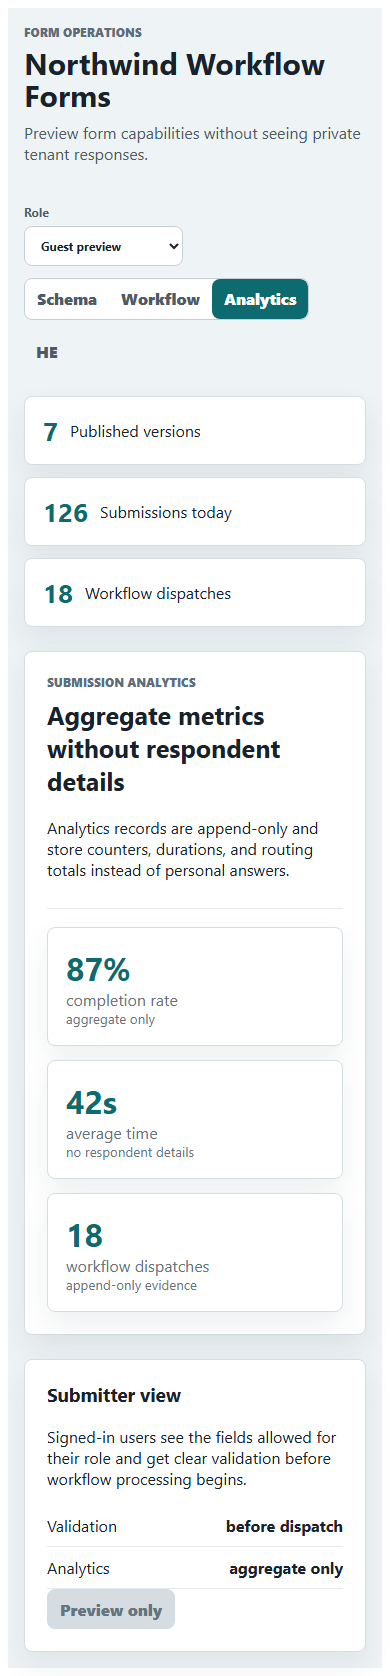 FORM OPERATIONS
Northwind Workflow
Forms
Preview form capabilities without seeing private
tenant responses.
Role
Guest preview
Schema Workflow Analytics
HE
7 Published versions
126 Submissions today
18 Workflow dispatches
SUBMISSION ANALYTICS
Aggregate metrics
without respondent
details
Analytics records are append-only and
store counters, durations, and routing
totals instead of personal answers.
87%
completion rate
aggregate only
42s
average time
no respondent details
18
workflow dispatches
append-only evidence
Submitter view
Signed-in users see the fields allowed for
their role and get clear validation before
workflow processing begins.
Validation before dispatch
Analytics aggregate only
Preview only